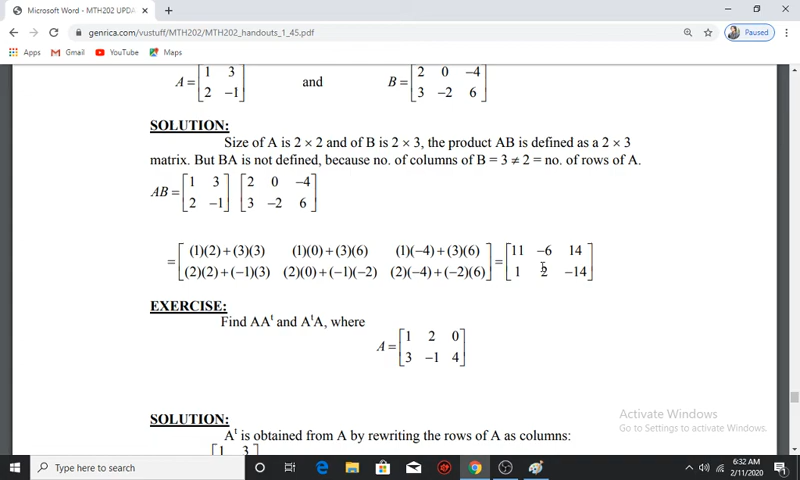 Microsoft Word - MTH202 UPDA
genrica.com/vustuff/MTH202/MTH202_handouts_1_45.pdf
Paused
Apps Gmail YouTube Maps
A = [1 3 2 −1] and B = [2 0 −4 3 −2 6]
SOLUTION:
Size of A is 2 × 2 and of B is 2 × 3, the product AB is defined as a 2 × 3
matrix. But BA is not defined, because no. of columns of B = 3 ≠ 2 = no. of rows of A.
AB = [1 3 2 −1] [2 0 −4 3 −2 6]
= [(1)(2)+(3)(3) (1)(0)+(3)(6) (1)(−4)+(3)(6) = [11 −6 14
(2)(2)+(−1)(3) (2)(0)+(−1)(−2) (2)(−4)+(−2)(6)] 1 2 −14]
EXERCISE:
Find AAᵗ and AᵗA, where
A = [1 2 0
3 −1 4]
SOLUTION:
Aᵗ is obtained from A by rewriting the rows of A as columns:
1 3
Activate Windows
Go to Settings to activate Windows.
Type here to search
6:32 AM
2/11/2020